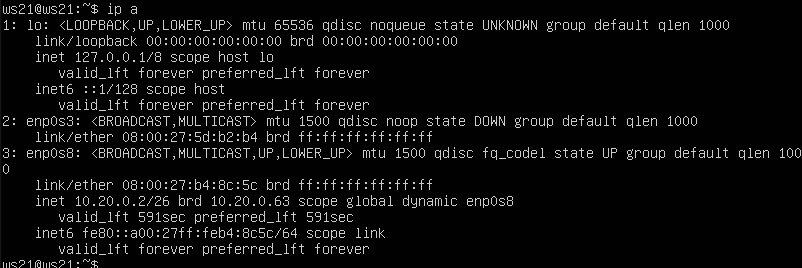 ws21@ws21:~$ ip a
1: lo: <LOOPBACK,UP,LOWER_UP> mtu 65536 qdisc noqueue state UNKNOWN group default qlen 1000
    link/loopback 00:00:00:00:00:00 brd 00:00:00:00:00:00
    inet 127.0.0.1/8 scope host lo
       valid_lft forever preferred_lft forever
    inet6 ::1/128 scope host
       valid_lft forever preferred_lft forever
2: enp0s3: <BROADCAST,MULTICAST> mtu 1500 qdisc noop state DOWN group default qlen 1000
    link/ether 08:00:27:5d:b2:b4 brd ff:ff:ff:ff:ff:ff
3: enp0s8: <BROADCAST,MULTICAST,UP,LOWER_UP> mtu 1500 qdisc fq_codel state UP group default qlen 100
0
    link/ether 08:00:27:b4:8c:5c brd ff:ff:ff:ff:ff:ff
    inet 10.20.0.2/26 brd 10.20.0.63 scope global dynamic enp0s8
       valid_lft 591sec preferred_lft 591sec
    inet6 fe80::a00:27ff:feb4:8c5c/64 scope link
       valid_lft forever preferred_lft forever
ws21@ws21:~$